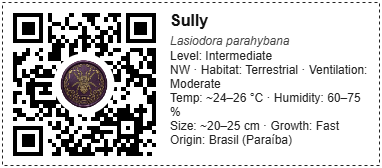 Sully
Lasiodora parahybana
Level: Intermediate
NW · Habitat: Terrestrial · Ventilation:
Moderate
Temp: ~24–26 °C · Humidity: 60–75
%
Size: ~20–25 cm · Growth: Fast
Origin: Brasil (Paraíba)